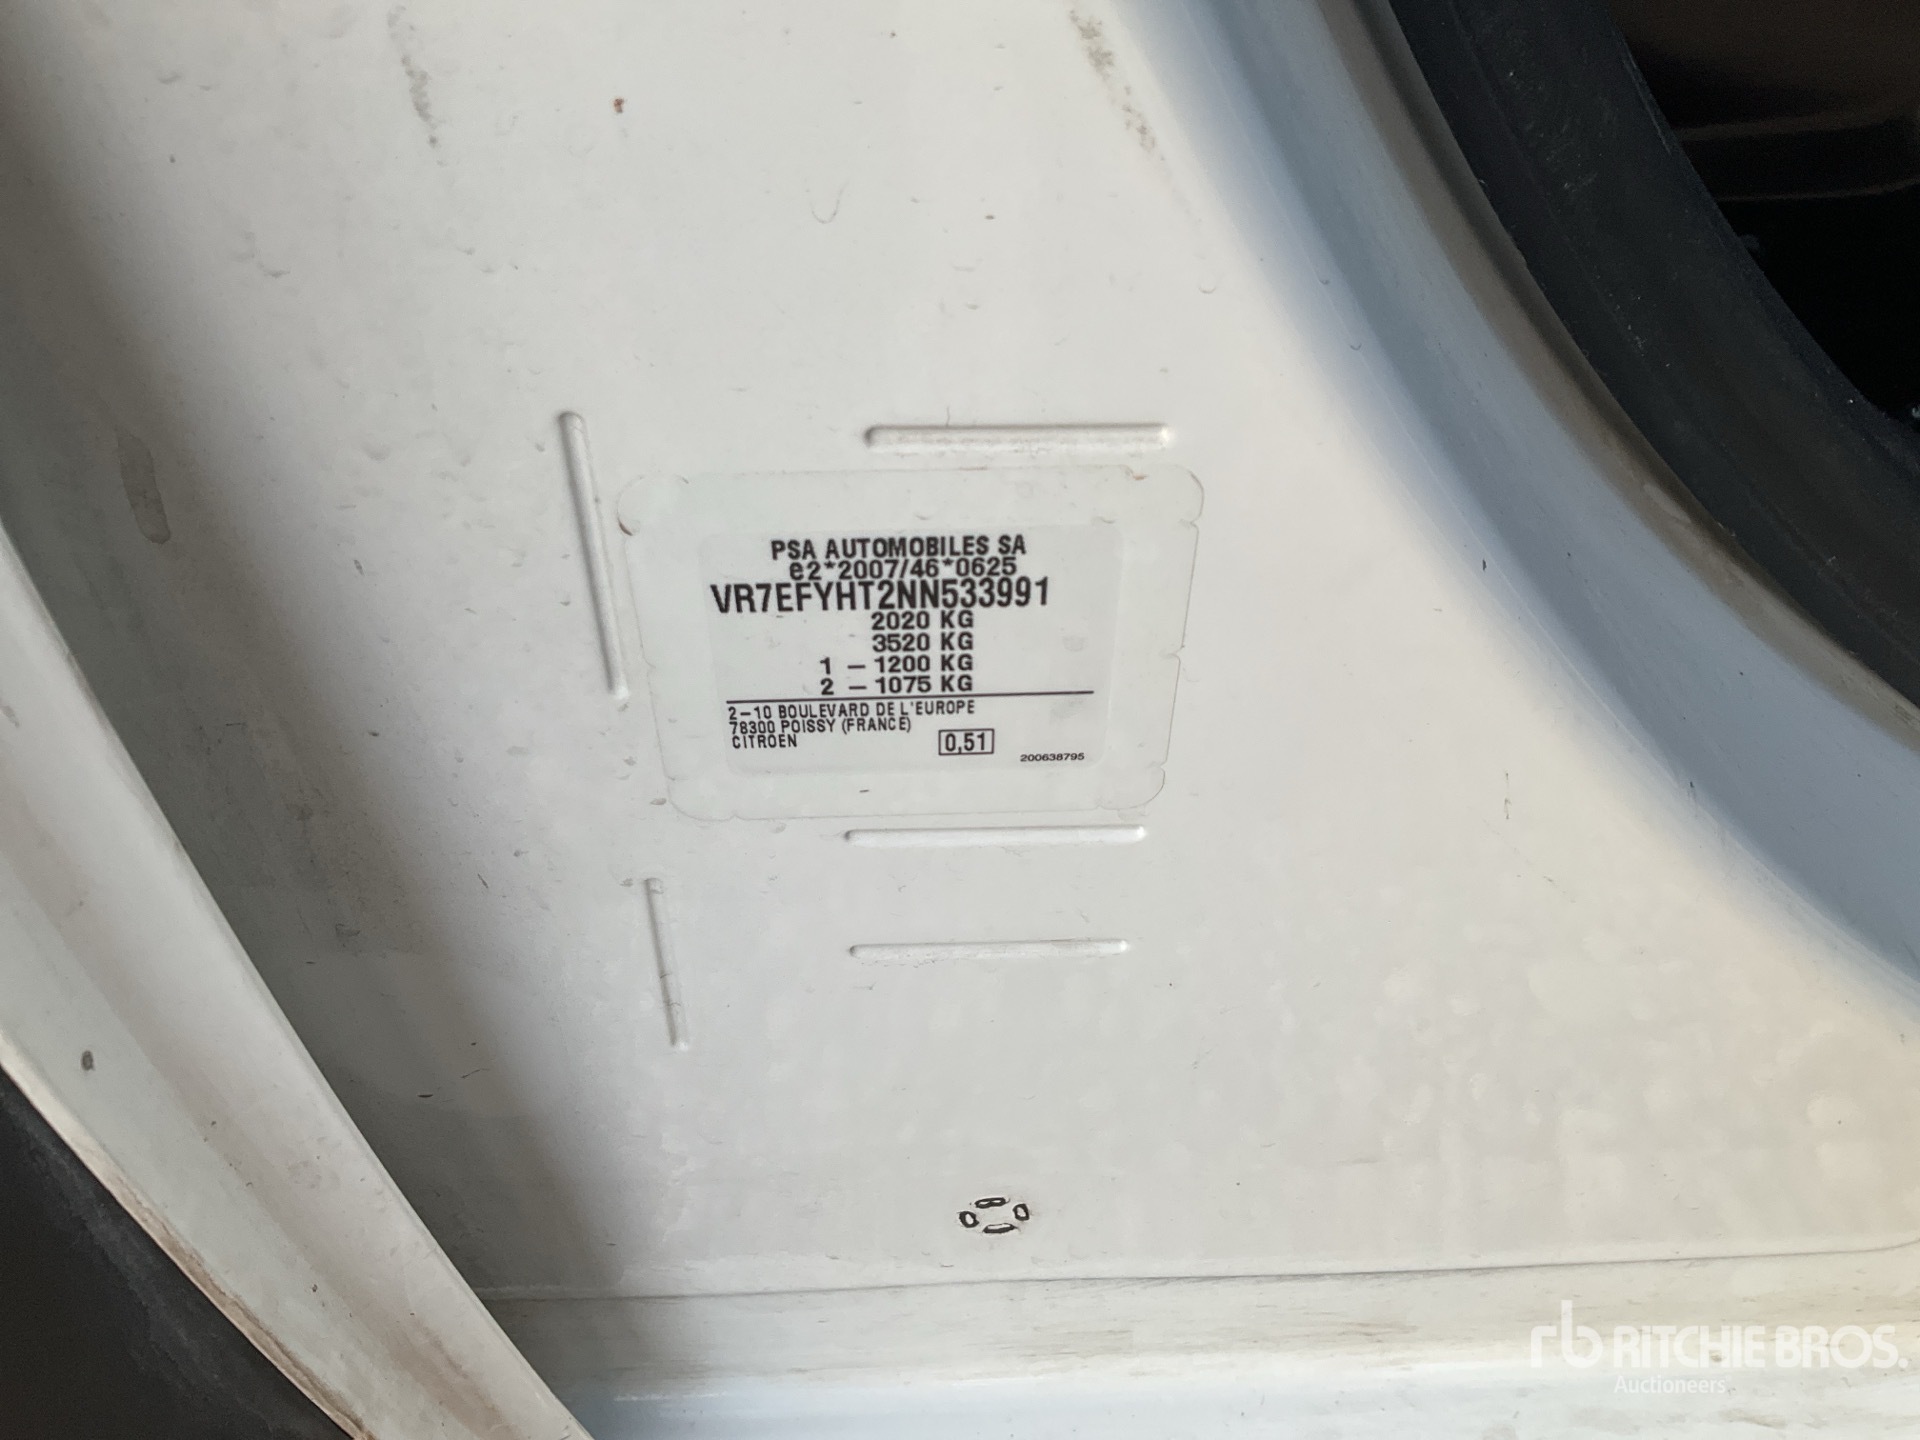 PSA AUTOMOBILES SA
e2*2007/46*0625
VR7EFYHT2NN533991
2020 KG
3520 KG
1 – 1200 KG
2 – 1075 KG
2–10 BOULEVARD DE L'EUROPE
78300 POISSY (FRANCE)
CITROEN
0,51
200638795
rb RITCHIE BROS.
Auctioneers